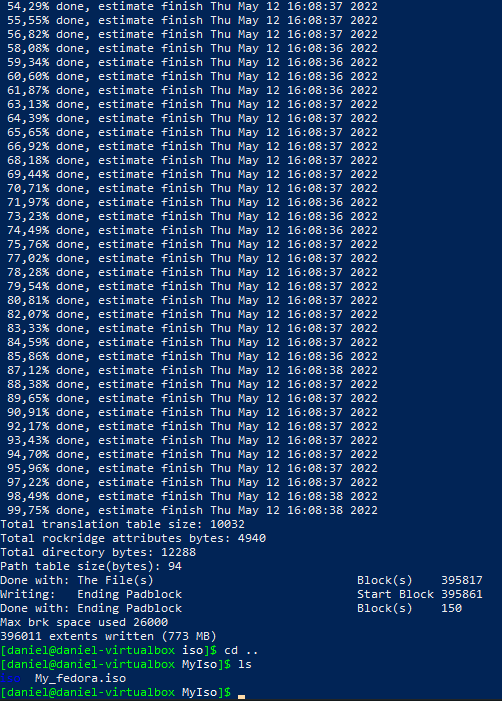 54,29% done, estimate finish Thu May 12 16:08:37 2022
55,55% done, estimate finish Thu May 12 16:08:37 2022
56,82% done, estimate finish Thu May 12 16:08:37 2022
58,08% done, estimate finish Thu May 12 16:08:36 2022
59,34% done, estimate finish Thu May 12 16:08:36 2022
60,60% done, estimate finish Thu May 12 16:08:36 2022
61,87% done, estimate finish Thu May 12 16:08:36 2022
63,13% done, estimate finish Thu May 12 16:08:37 2022
64,39% done, estimate finish Thu May 12 16:08:37 2022
65,65% done, estimate finish Thu May 12 16:08:37 2022
66,92% done, estimate finish Thu May 12 16:08:37 2022
68,18% done, estimate finish Thu May 12 16:08:37 2022
69,44% done, estimate finish Thu May 12 16:08:37 2022
70,71% done, estimate finish Thu May 12 16:08:37 2022
71,97% done, estimate finish Thu May 12 16:08:36 2022
73,23% done, estimate finish Thu May 12 16:08:36 2022
74,49% done, estimate finish Thu May 12 16:08:36 2022
75,76% done, estimate finish Thu May 12 16:08:37 2022
77,02% done, estimate finish Thu May 12 16:08:37 2022
78,28% done, estimate finish Thu May 12 16:08:37 2022
79,54% done, estimate finish Thu May 12 16:08:37 2022
80,81% done, estimate finish Thu May 12 16:08:37 2022
82,07% done, estimate finish Thu May 12 16:08:37 2022
83,33% done, estimate finish Thu May 12 16:08:37 2022
84,59% done, estimate finish Thu May 12 16:08:37 2022
85,86% done, estimate finish Thu May 12 16:08:36 2022
87,12% done, estimate finish Thu May 12 16:08:38 2022
88,38% done, estimate finish Thu May 12 16:08:37 2022
89,65% done, estimate finish Thu May 12 16:08:37 2022
90,91% done, estimate finish Thu May 12 16:08:37 2022
92,17% done, estimate finish Thu May 12 16:08:37 2022
93,43% done, estimate finish Thu May 12 16:08:37 2022
94,70% done, estimate finish Thu May 12 16:08:37 2022
95,96% done, estimate finish Thu May 12 16:08:37 2022
97,22% done, estimate finish Thu May 12 16:08:37 2022
98,49% done, estimate finish Thu May 12 16:08:38 2022
99,75% done, estimate finish Thu May 12 16:08:38 2022
Total translation table size: 10032
Total rockridge attributes bytes: 4940
Total directory bytes: 12288
Path table size(bytes): 94
Done with: The File(s) Block(s) 395817
Writing: Ending Padblock Start Block 395861
Done with: Ending Padblock Block(s) 150
Max brk space used 26000
396011 extents written (773 MB)
[daniel@daniel-virtualbox iso]$ cd ..
[daniel@daniel-virtualbox MyIso]$ ls
iso My_fedora.iso
[daniel@daniel-virtualbox MyIso]$